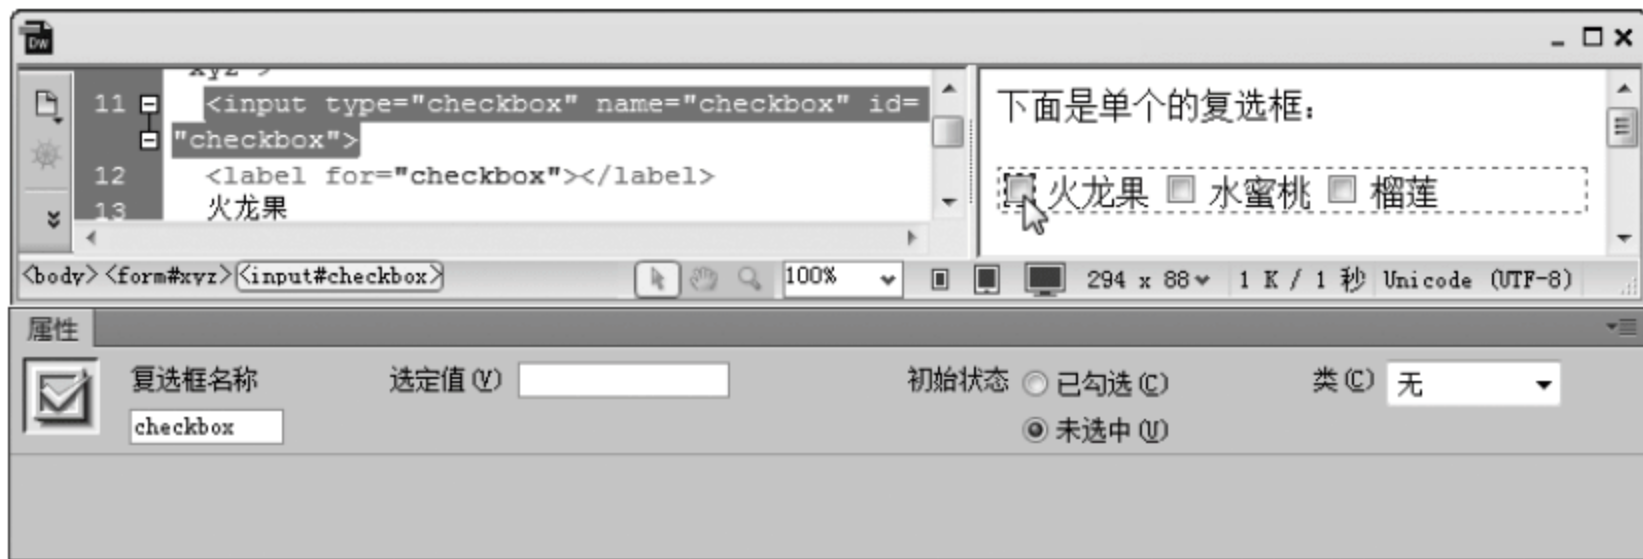 Dw
xyz">
11 <input type="checkbox" name="checkbox" id=
"checkbox">
12 <label for="checkbox"></label>
13 火龙果
下面是单个的复选框：
火龙果 水蜜桃 榴莲
<body> <form#xyz> <input#checkbox> 100% 294 x 88 1 K / 1 秒 Unicode (UTF-8)
属性
复选框名称 选定值(V) 初始状态 已勾选(C) 类(C) 无
checkbox 未选中(U)